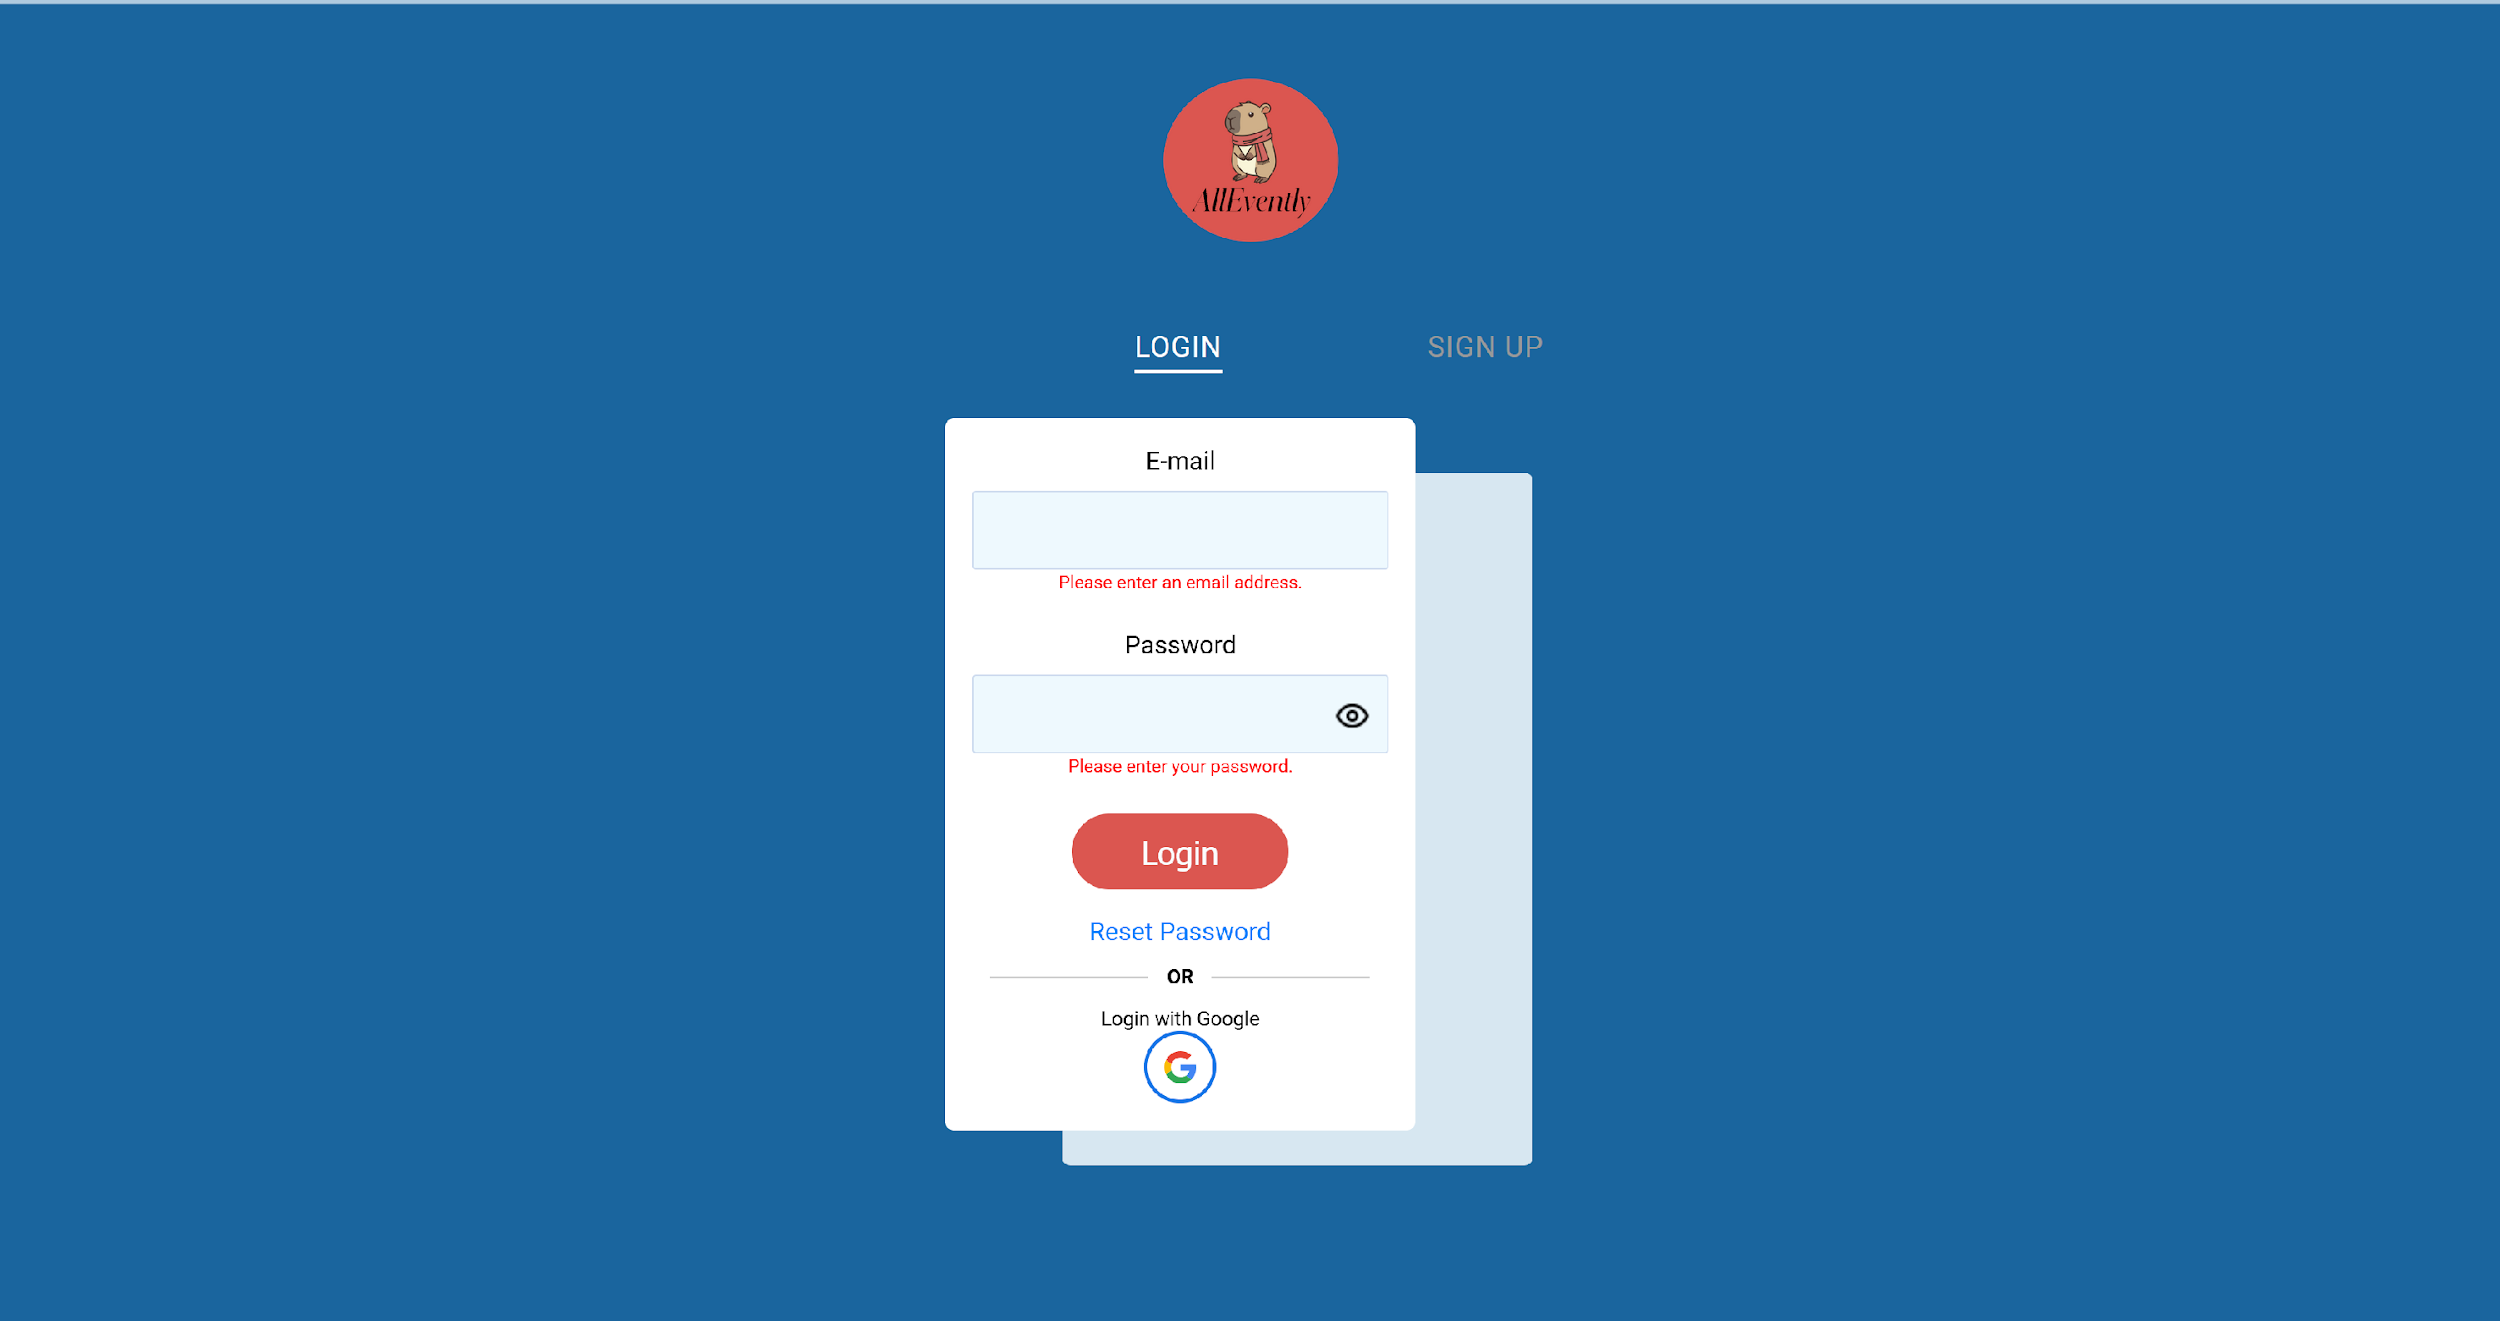 AllEvently
LOGIN
SIGN UP
E-mail
Please enter an email address.
Password
Please enter your password.
Login
Reset Password
OR
Login with Google